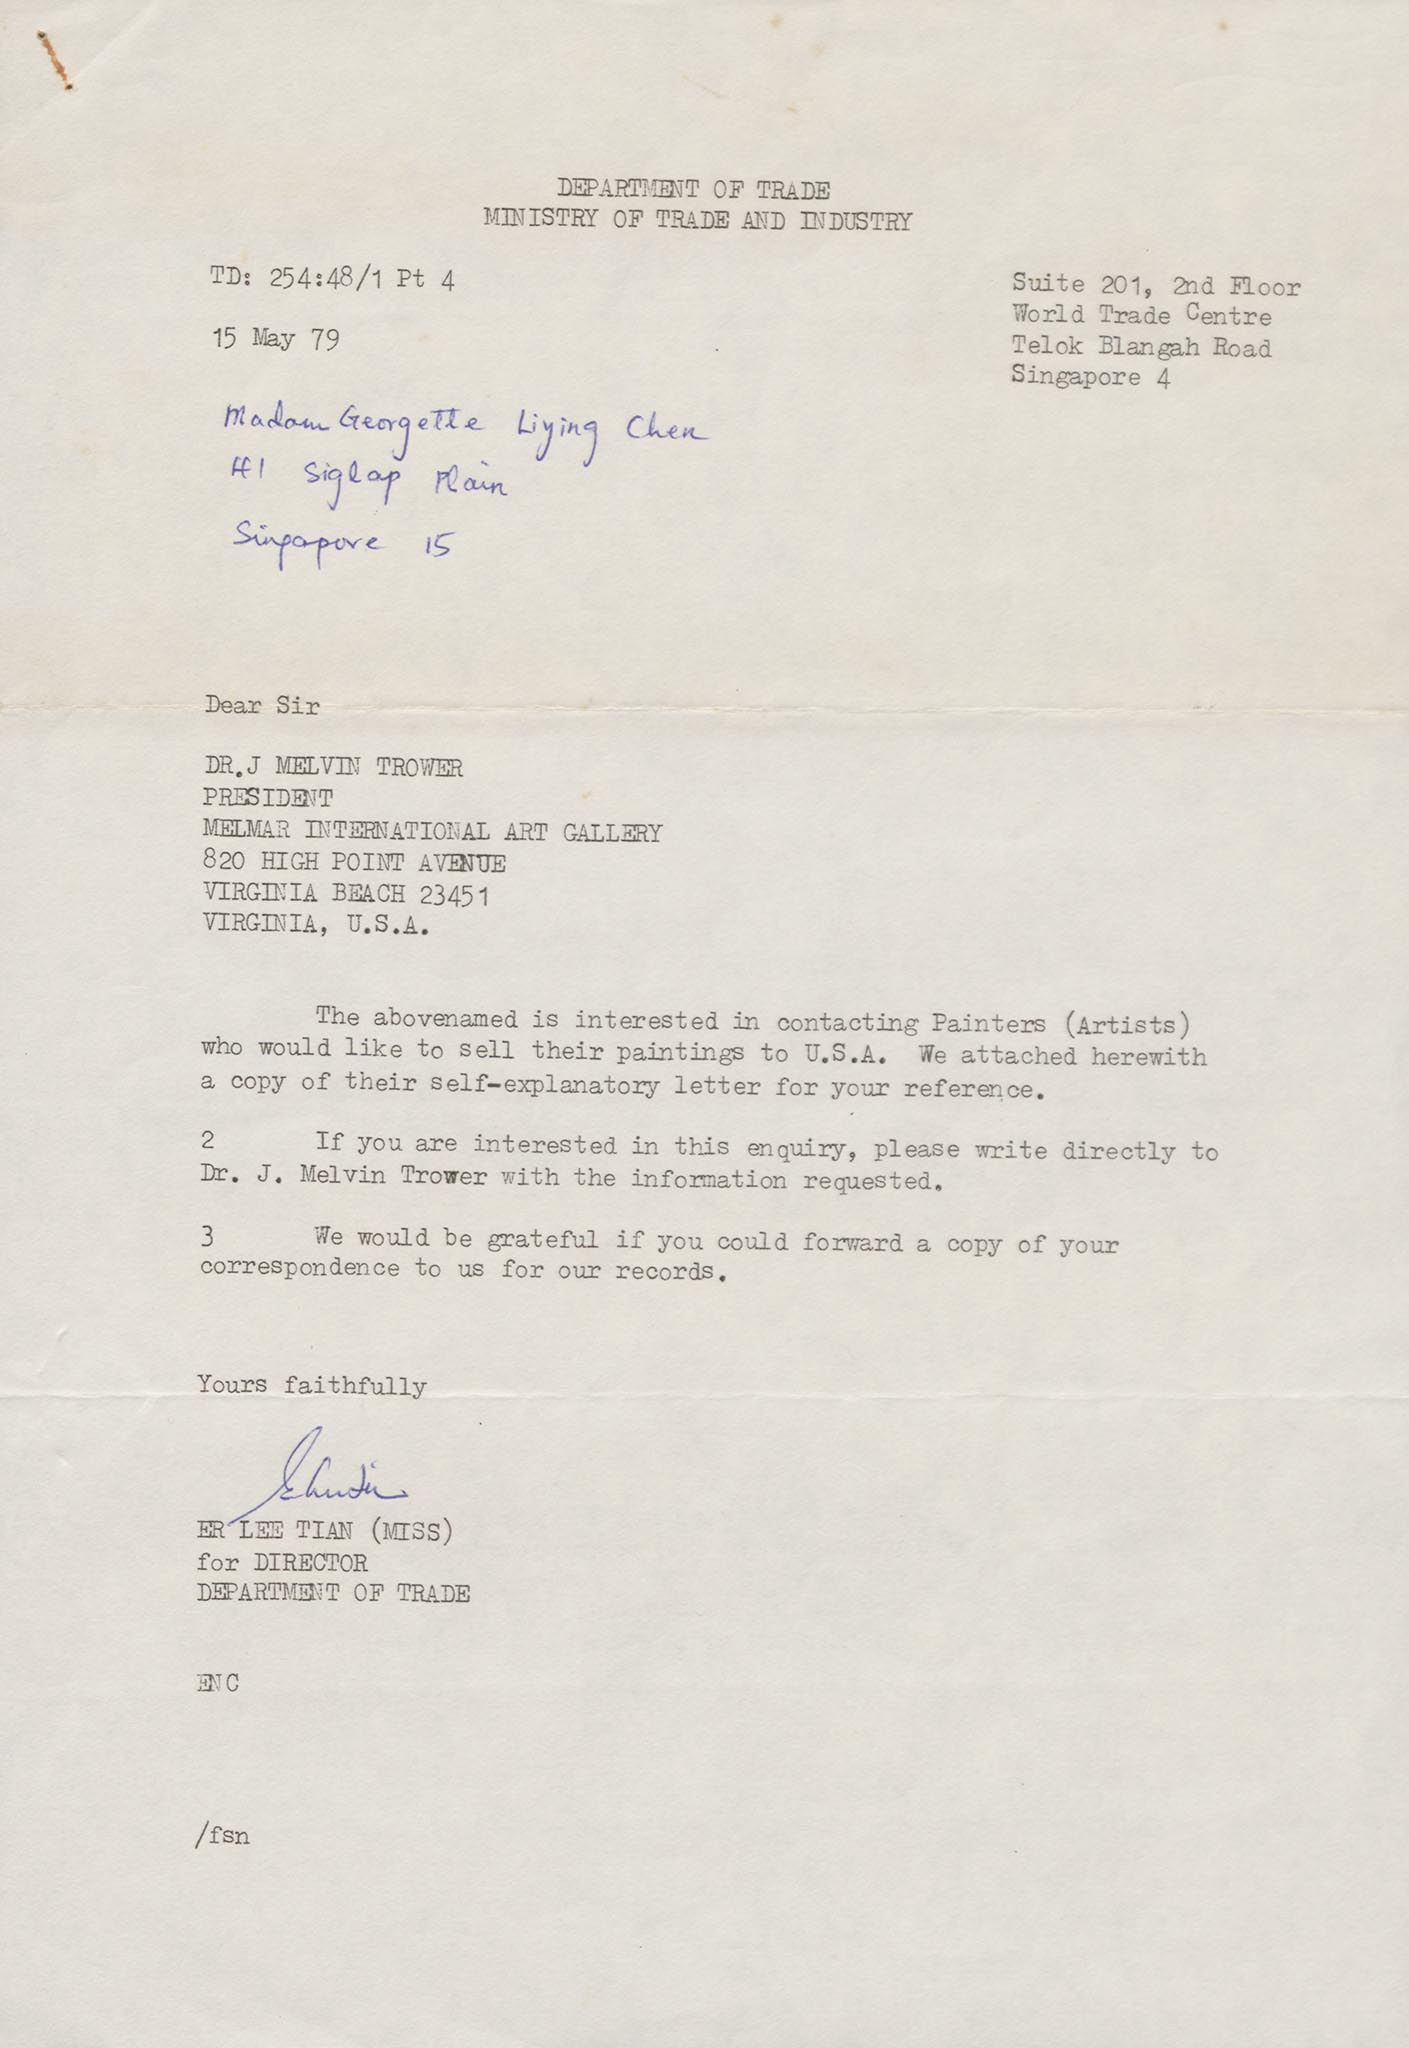 DEPARTMENT OF TRADE
MINISTRY OF TRADE AND INDUSTRY
TD: 254:48/1 Pt 4
15 May 79
Suite 201, 2nd Floor
World Trade Centre
Telok Blangah Road
Singapore 4
Madam Georgette Liying Chen
41 Siglap Plain
Singapore 15
Dear Sir
DR.J MELVIN TROWER
PRESIDENT
MELMAR INTERNATIONAL ART GALLERY
820 HIGH POINT AVENUE
VIRGINIA BEACH 23451
VIRGINIA, U.S.A.
The abovenamed is interested in contacting Painters (Artists)
who would like to sell their paintings to U.S.A. We attached herewith
a copy of their self-explanatory letter for your reference.
2 If you are interested in this enquiry, please write directly to
Dr. J. Melvin Trower with the information requested.
3 We would be grateful if you could forward a copy of your
correspondence to us for our records.
Yours faithfully
ER LEE TIAN (MISS)
for DIRECTOR
DEPARTMENT OF TRADE
ENC
/fsn